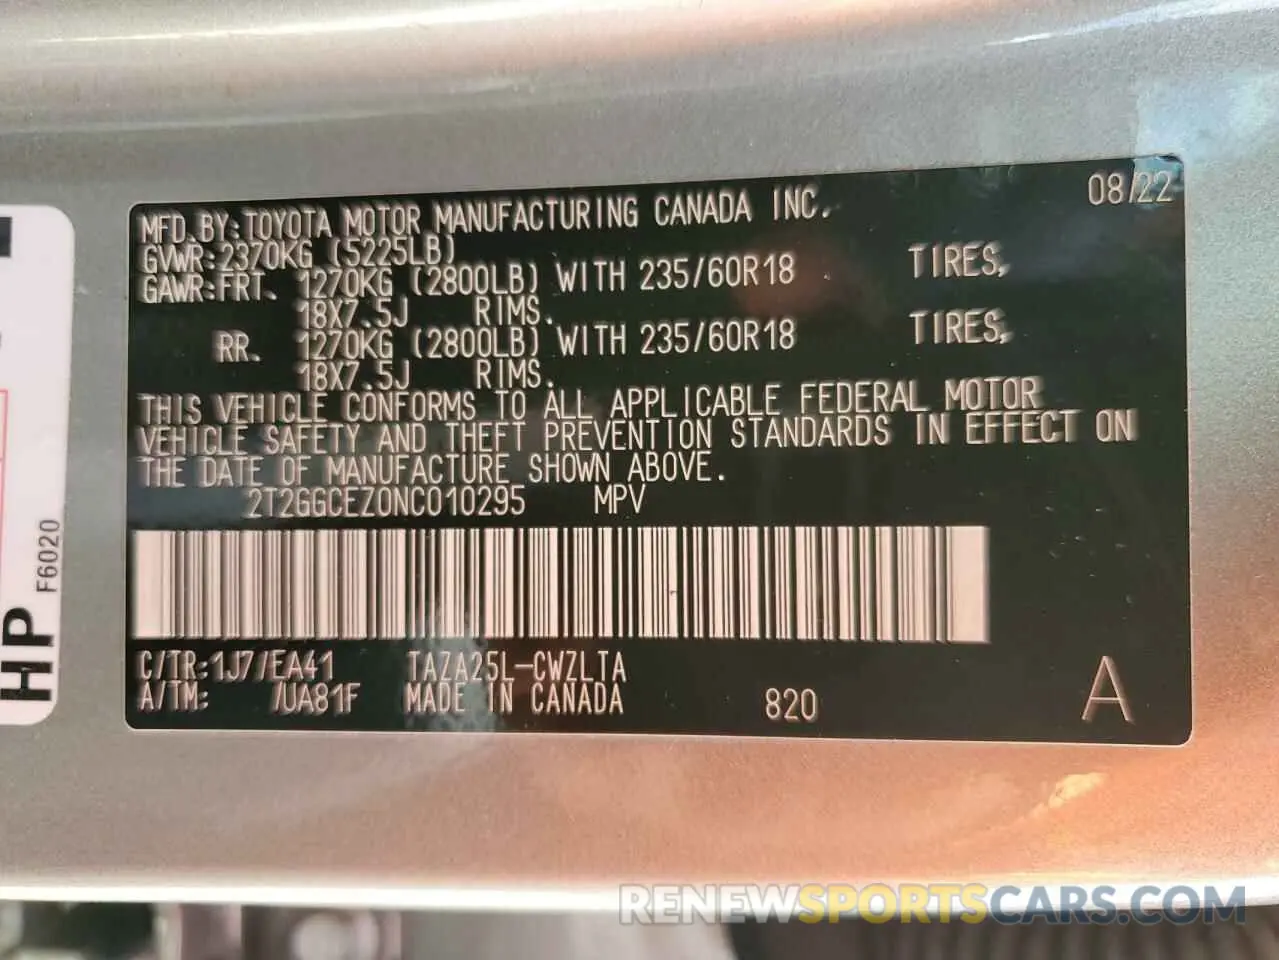 08/22
MFD. BY: TOYOTA MOTOR MANUFACTURING CANADA INC.
GVWR: 2370KG (5225LB)
GAWR: FRT. 1270KG (2800LB) WITH 235/60R18 TIRES,
18X7.5J RIMS.
RR. 1270KG (2800LB) WITH 235/60R18 TIRES,
18X7.5J RIMS.
THIS VEHICLE CONFORMS TO ALL APPLICABLE FEDERAL MOTOR
VEHICLE SAFETY AND THEFT PREVENTION STANDARDS IN EFFECT ON
THE DATE OF MANUFACTURE SHOWN ABOVE.
2T2GGCEZ0NC010295 MPV
C/TR: 1J7/EA41 TAZA25L-CWZLTA
A/TM: /UA81F MADE IN CANADA 820 A
HP F6020
RENEWSPORTSCARS.COM